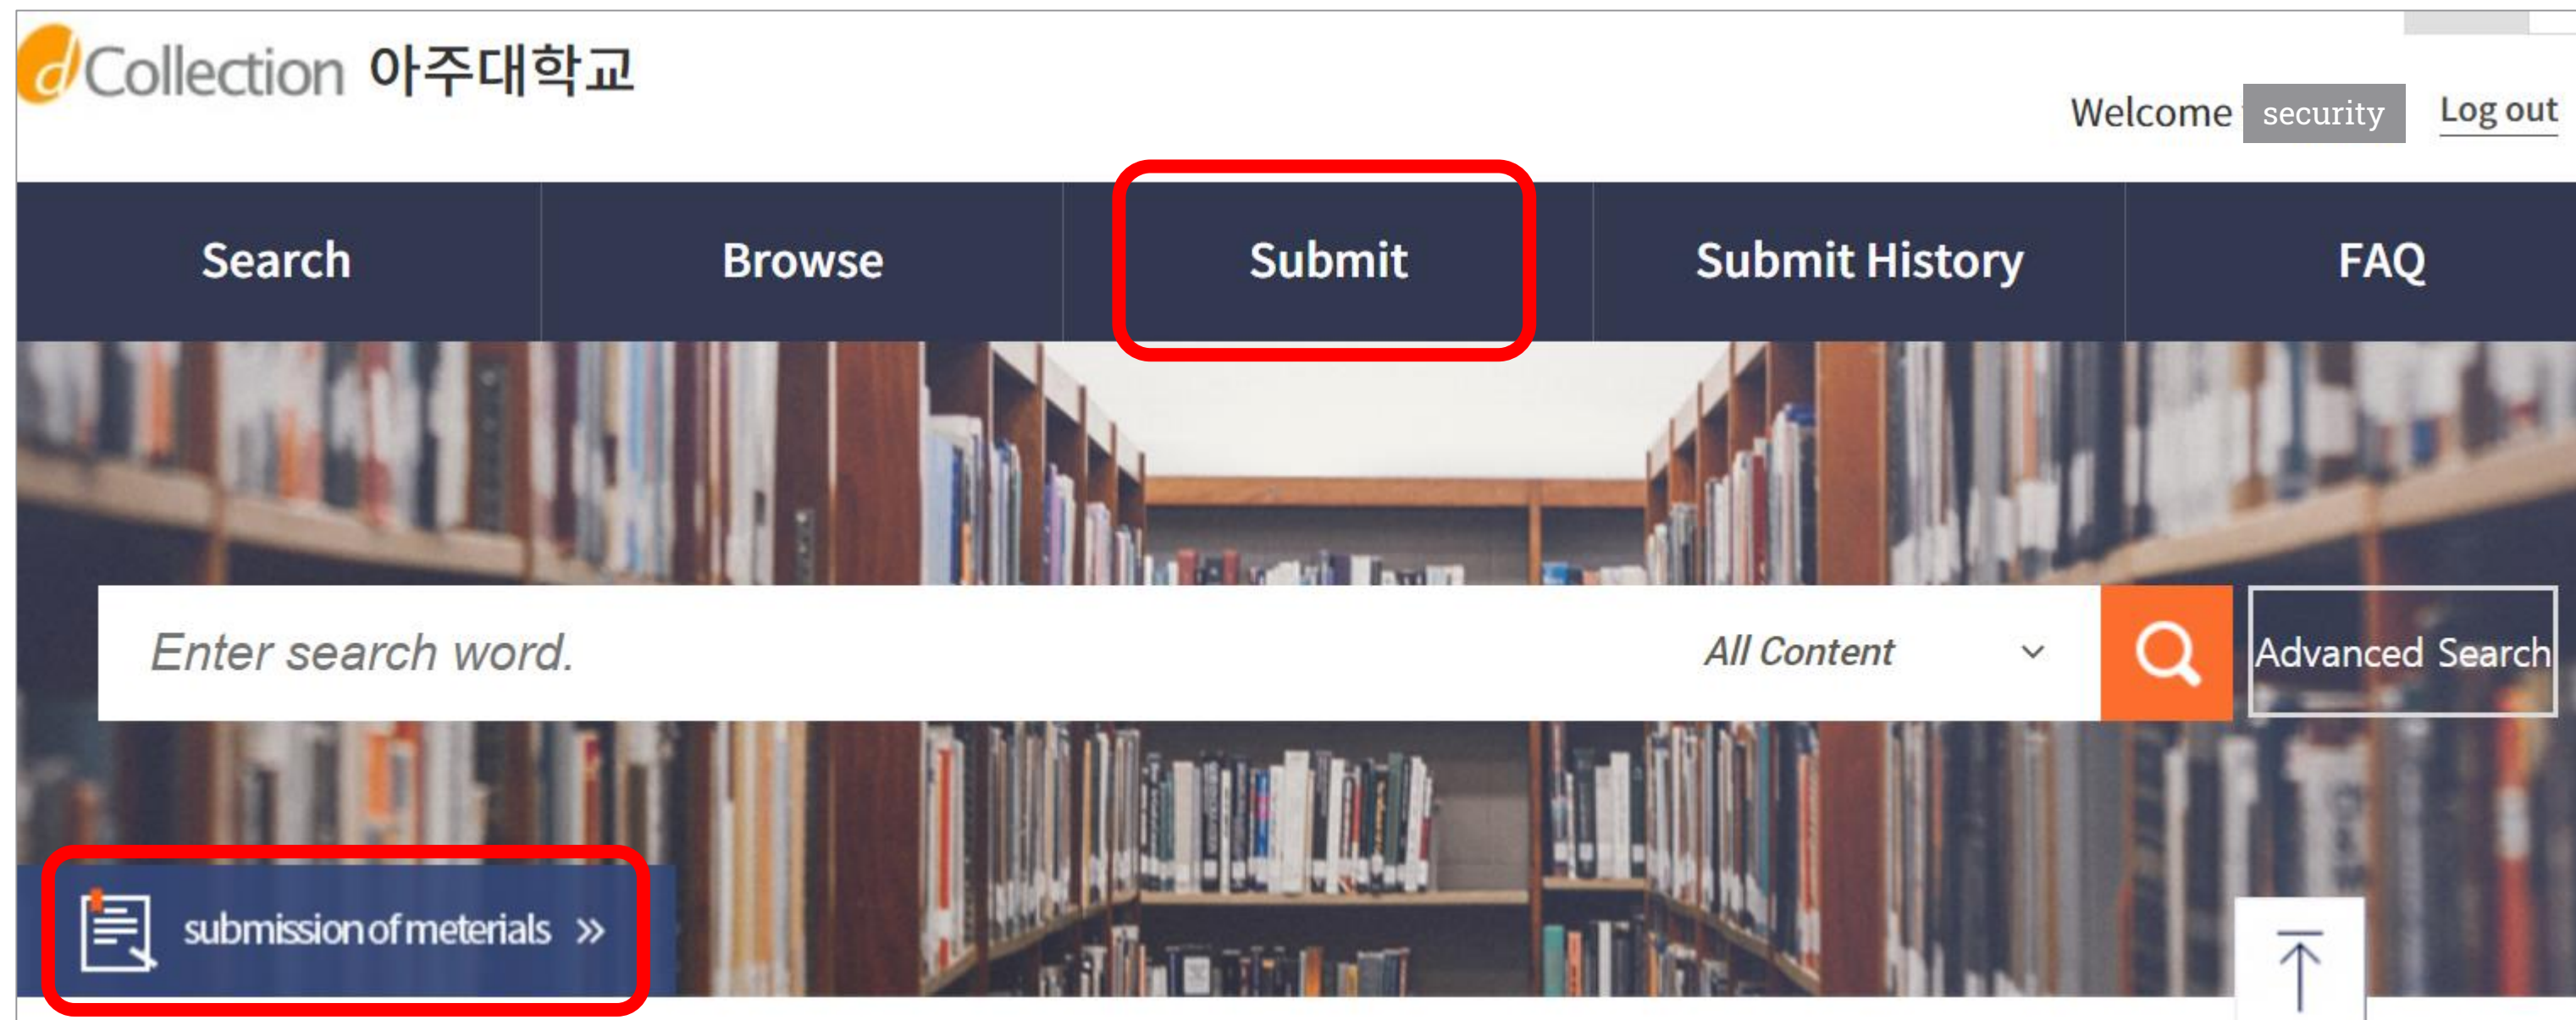 dCollection 아주대학교
Welcome security Log out
Search Browse Submit Submit History FAQ
Enter search word. All Content Advanced Search
submission of meterials »